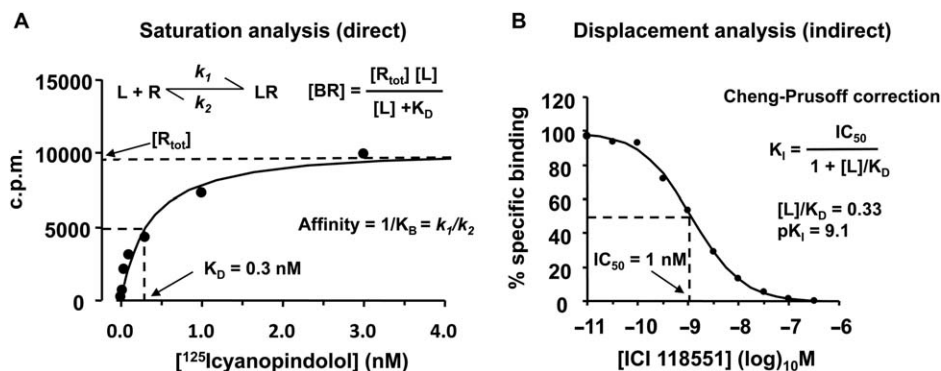 A
Saturation analysis (direct)
15000
10000
5000
0
c.p.m.
L + R
k1
k2
LR
[BR] =
[Rtot] [L]
[L] +KD
[Rtot]
Affinity = 1/KB = k1/k2
KD = 0.3 nM
0.0 1.0 2.0 3.0 4.0
[125Icyanopindolol] (nM)
B
Displacement analysis (indirect)
120
100
80
60
40
20
0
% specific binding
Cheng-Prusoff correction
KI =
IC50
1 + [L]/KD
[L]/KD = 0.33
pKI = 9.1
IC50 = 1 nM
−11 −10 −9 −8 −7 −6
[ICI 118551] (log)10M